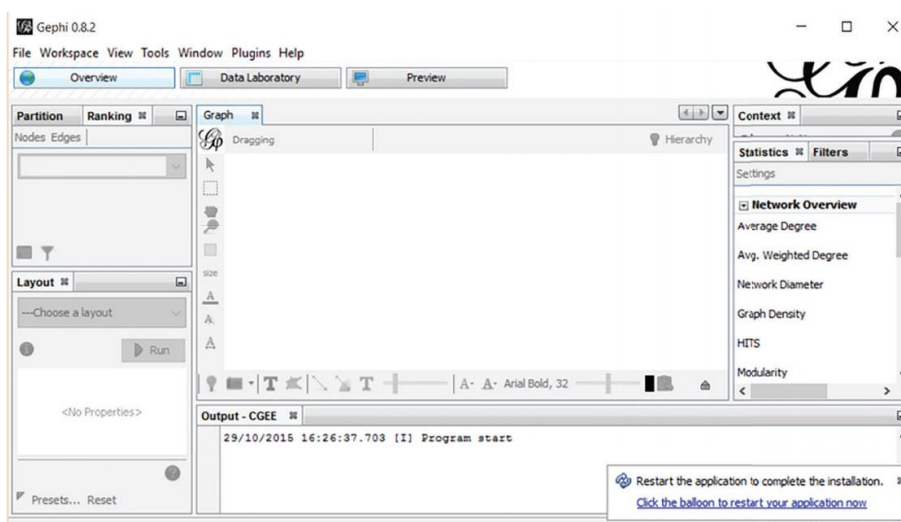 Gephi 0.8.2
File Workspace View Tools Window Plugins Help
Overview
Data Laboratory
Preview
Partition Ranking
Nodes Edges
Layout
---Choose a layout
Run
<No Properties>
Presets... Reset
Graph
Dragging
Hierarchy
size
A
A
A
T T A- A- Arial Bold, 32
Output - CGEE
29/10/2015 16:26:37.703 [I] Program start
Context
Statistics Filters
Settings
Network Overview
Average Degree
Avg. Weighted Degree
Network Diameter
Graph Density
HITS
Modularity
Restart the application to complete the installation.
Click the balloon to restart your application now